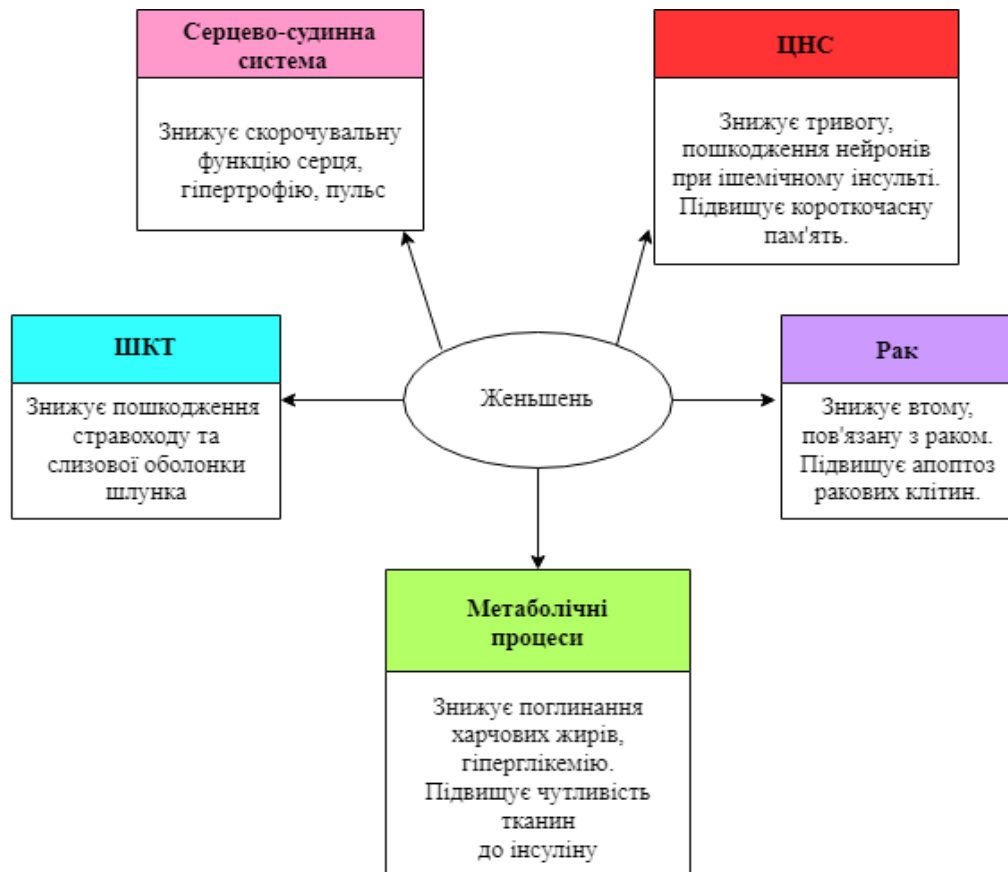 Серцево-судинна
система
Знижує скорочувальну
функцію серця,
гіпертрофію, пульс
ЦНС
Знижує тривогу,
пошкодження нейронів
при ішемічному інсульті.
Підвищує короткочасну
пам'ять.
ШКТ
Знижує пошкодження
стравоходу та
слизової оболонки
шлунка
Женьшень
Рак
Знижує втому,
пов'язану з раком.
Підвищує апоптоз
ракових клітин.
Метаболічні
процеси
Знижує поглинання
харчових жирів,
гіперглікемію.
Підвищує чутливість
тканин
до інсуліну